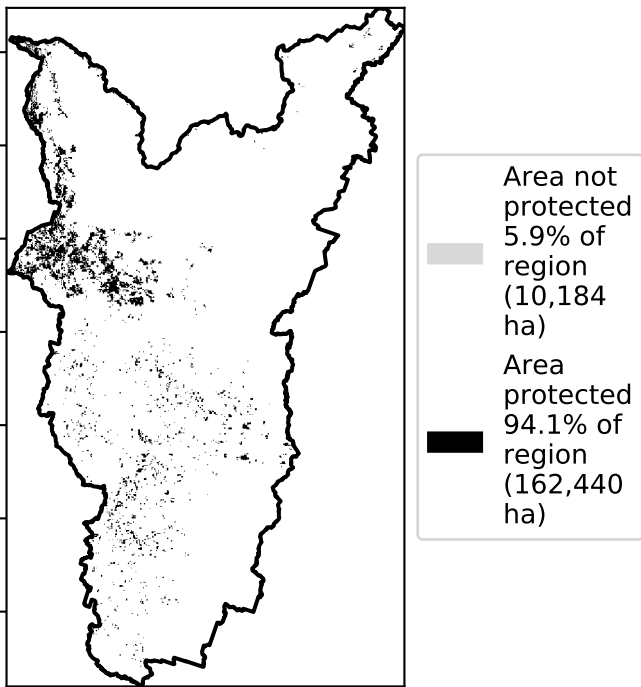 Area not
protected
5.9% of
region
(10,184
ha)
Area
protected
94.1% of
region
(162,440
ha)